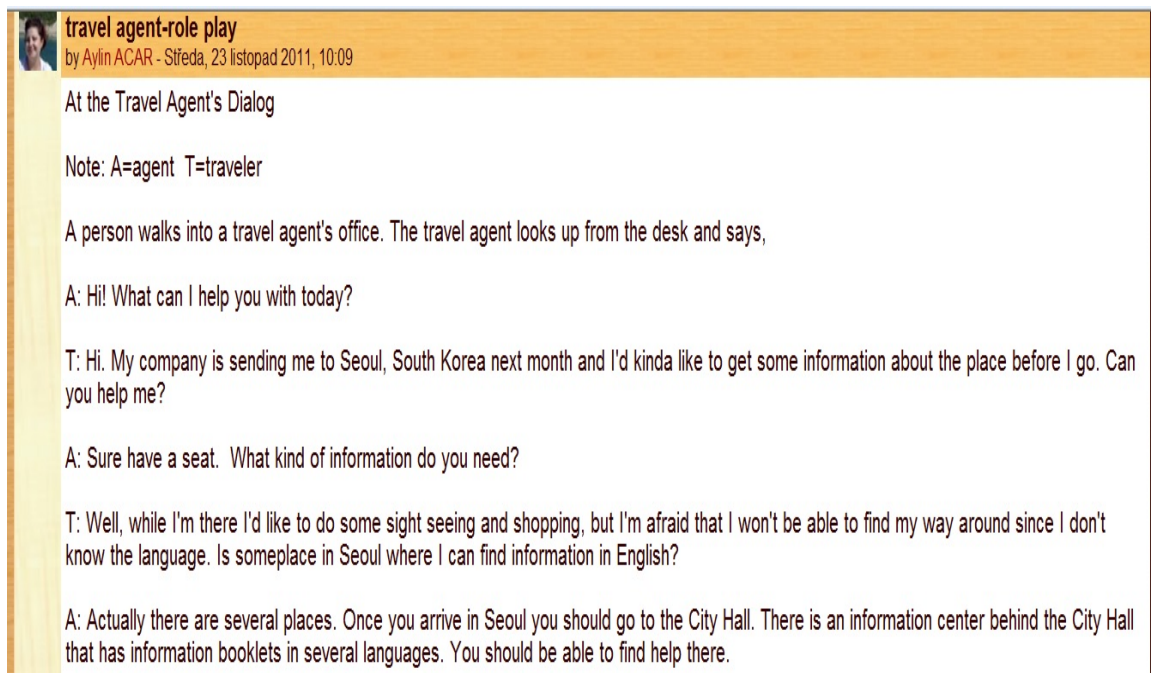 travel agent-role play
by Aylin ACAR - Středa, 23 listopad 2011, 10:09
At the Travel Agent's Dialog
Note: A=agent  T=traveler
A person walks into a travel agent's office. The travel agent looks up from the desk and says,
A: Hi! What can I help you with today?
T: Hi. My company is sending me to Seoul, South Korea next month and I'd kinda like to get some information about the place before I go. Can
you help me?
A: Sure have a seat.  What kind of information do you need?
T: Well, while I'm there I'd like to do some sight seeing and shopping, but I'm afraid that I won't be able to find my way around since I don't
know the language. Is someplace in Seoul where I can find information in English?
A: Actually there are several places. Once you arrive in Seoul you should go to the City Hall. There is an information center behind the City Hall
that has information booklets in several languages. You should be able to find help there.